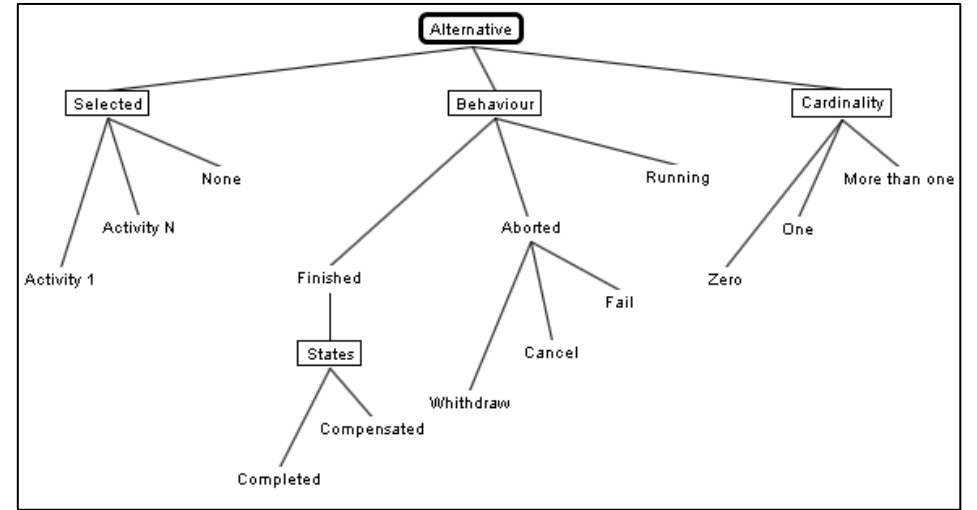 Alternative
Selected
Behaviour
Cardinality
None
Running
More than one
Activity N
Aborted
One
Activity 1
Finished
Zero
Fail
States
Cancel
Whithdraw
Compensated
Completed